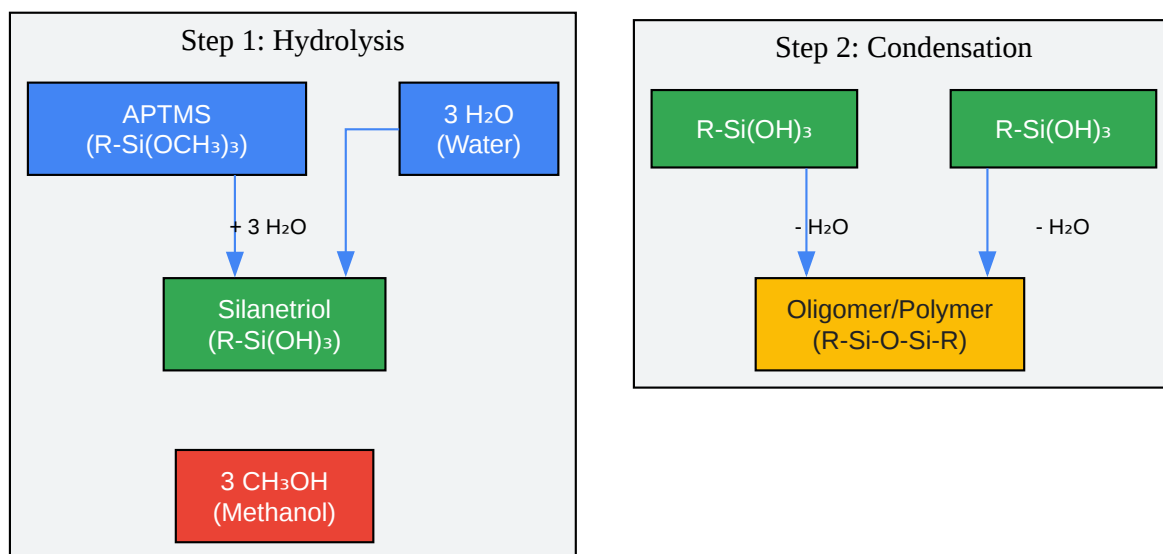 Step 1: Hydrolysis
APTMS
(R-Si(OCH₃)₃)
3 H₂O
(Water)
+ 3 H₂O
Silanetriol
(R-Si(OH)₃)
3 CH₃OH
(Methanol)
Step 2: Condensation
R-Si(OH)₃
R-Si(OH)₃
- H₂O
- H₂O
Oligomer/Polymer
(R-Si-O-Si-R)